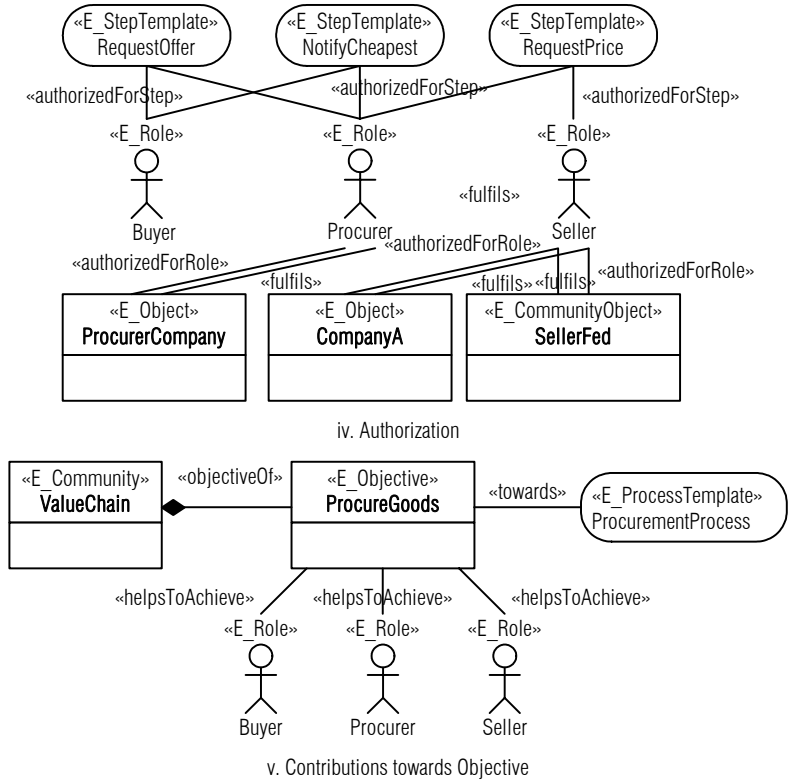 «E_StepTemplate» «E_StepTemplate» «E_StepTemplate»
RequestOffer NotifyCheapest RequestPrice
«authorizedForStep» «authorizedForStep» «authorizedForStep»
«E_Role» «E_Role» «E_Role»
«fulfils»
Buyer Procurer Seller
«authorizedForRole» «authorizedForRole» «authorizedForRole»
«fulfils» «fulfils» «fulfils»
«E_Object» «E_Object» «E_CommunityObject»
ProcurerCompany CompanyA SellerFed
iv. Authorization
«E_Community» «objectiveOf» «E_Objective» «towards» «E_ProcessTemplate»
ValueChain ProcureGoods ProcurementProcess
«helpsToAchieve» «helpsToAchieve» «helpsToAchieve»
«E_Role» «E_Role» «E_Role»
Buyer Procurer Seller
v. Contributions towards Objective